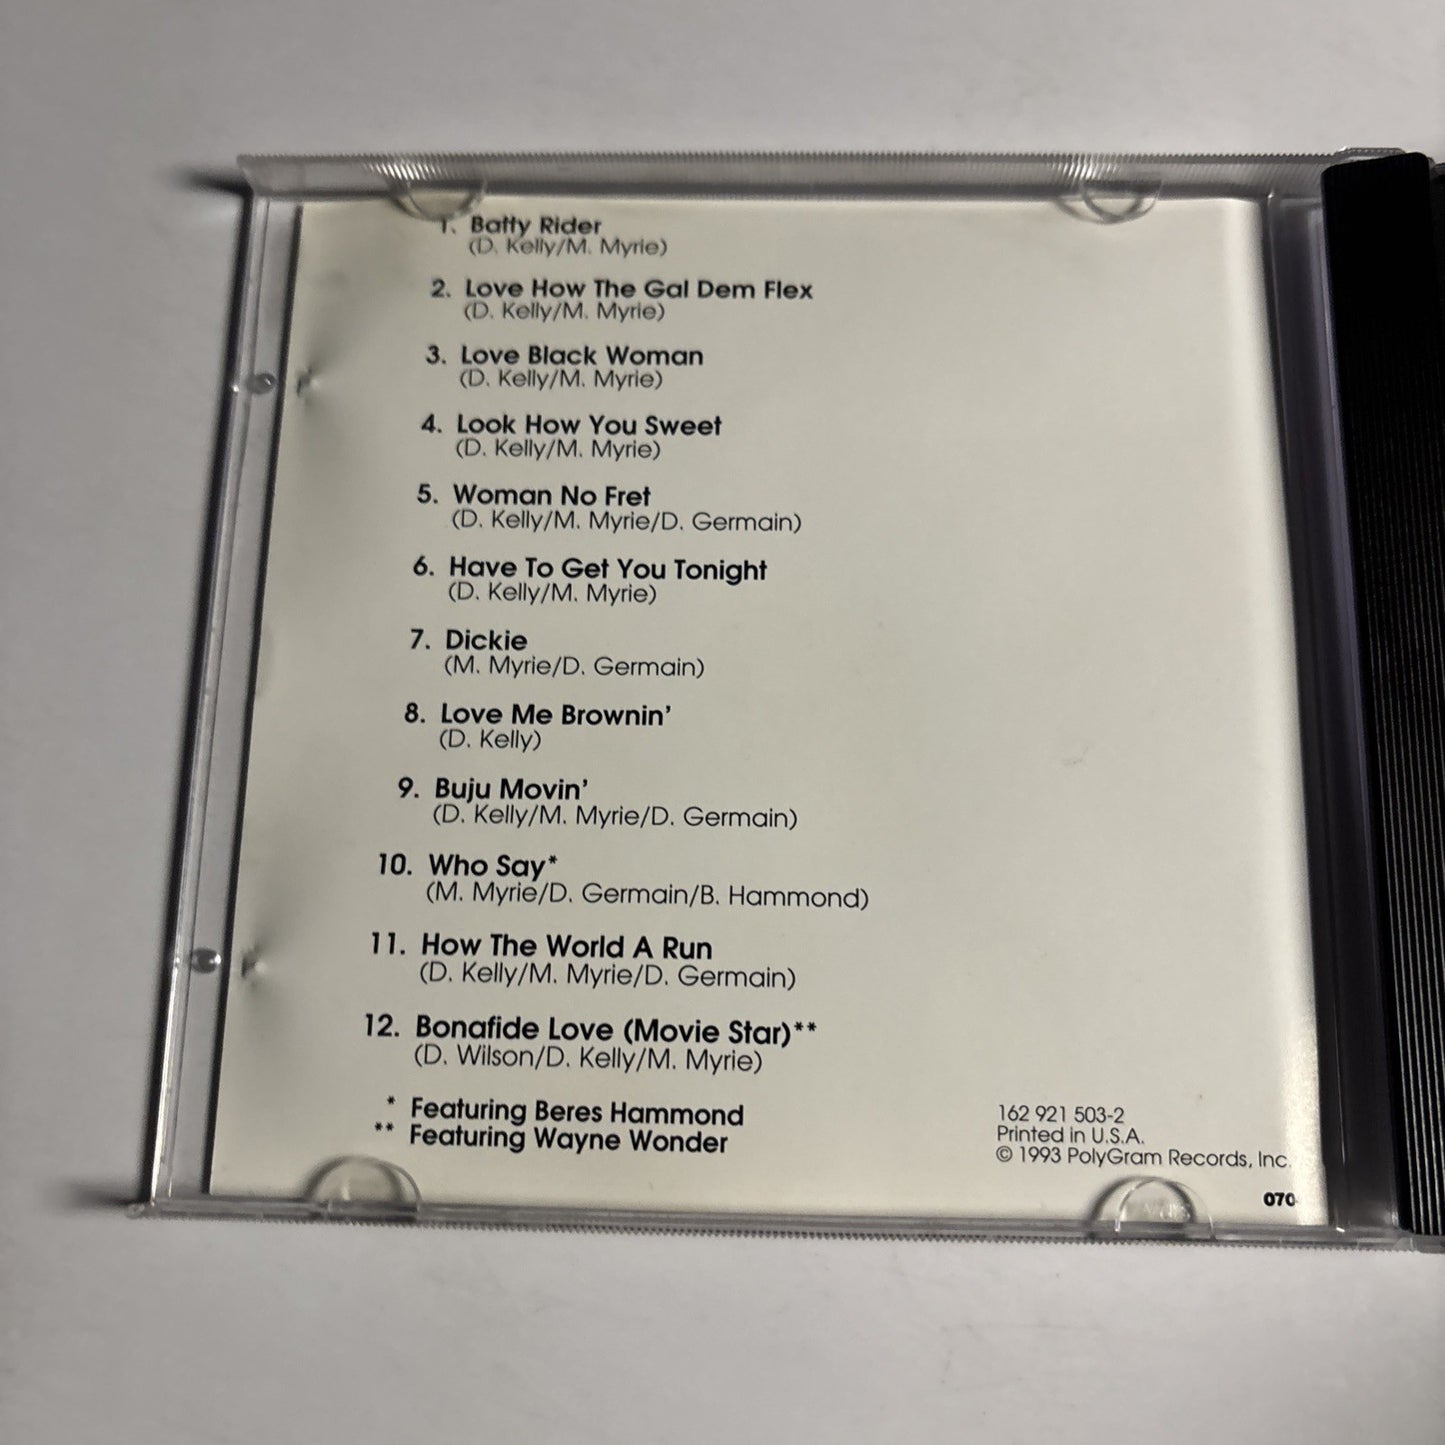 1. Batty Rider
(D. Kelly/M. Myrie)
2. Love How The Gal Dem Flex
(D. Kelly/M. Myrie)
3. Love Black Woman
(D. Kelly/M. Myrie)
4. Look How You Sweet
(D. Kelly/M. Myrie)
5. Woman No Fret
(D. Kelly/M. Myrie/D. Germain)
6. Have To Get You Tonight
(D. Kelly/M. Myrie)
7. Dickie
(M. Myrie/D. Germain)
8. Love Me Brownin'
(D. Kelly)
9. Buju Movin'
(D. Kelly/M. Myrie/D. Germain)
10. Who Say*
(M. Myrie/D. Germain/B. Hammond)
11. How The World A Run
(D. Kelly/M. Myrie/D. Germain)
12. Bonafide Love (Movie Star)**
(D. Wilson/D. Kelly/M. Myrie)
* Featuring Beres Hammond
** Featuring Wayne Wonder
162 921 503-2
Printed in U.S.A.
© 1993 PolyGram Records, Inc.
070